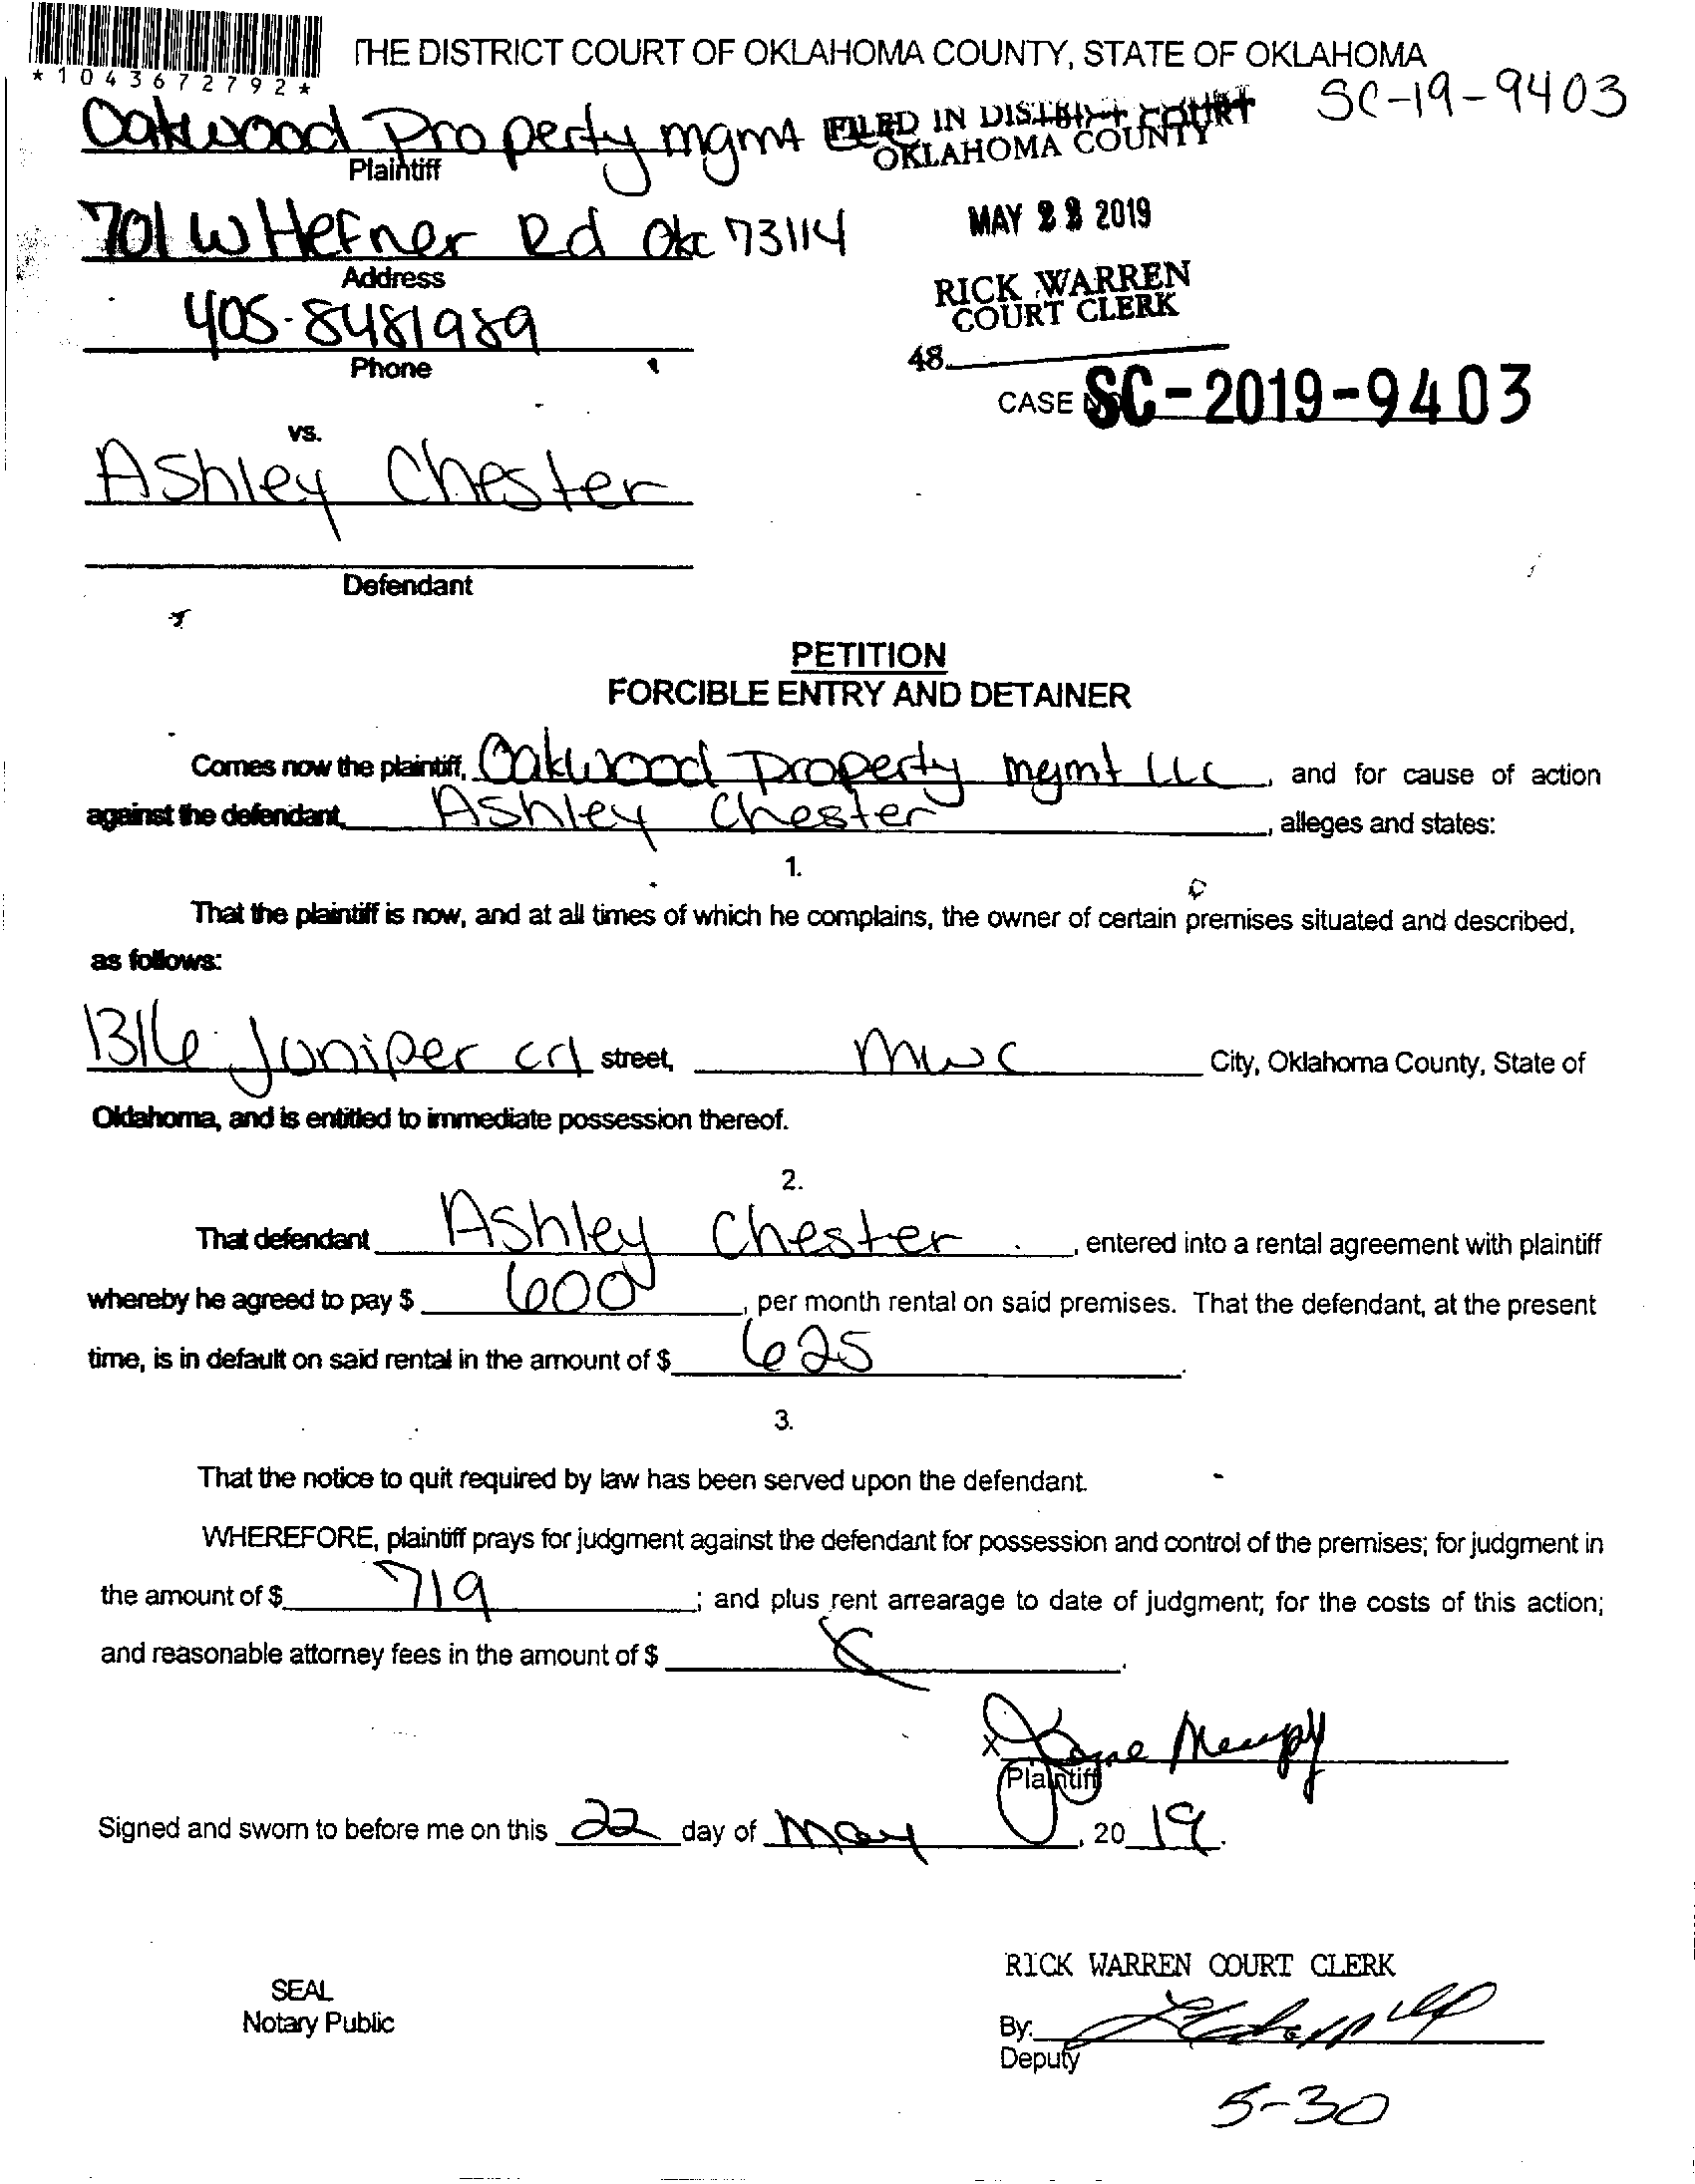 THE DISTRICT COURT OF OKLAHOMA COUNTY, STATE OF OKLAHOMA
*1043672792*
SC-19-9403
Oakwood Property mgmt LLC
FILED IN DISTRICT COURT
OKLAHOMA COUNTY
Plaintiff
701 W Hefner Rd Okc 73114
MAY 2 2019
Address
RICK WARREN
COURT CLERK
405-8481989
Phone
48
CASE NO. SC-2019-9403
vs.
Ashley Chester
Defendant
PETITION
FORCIBLE ENTRY AND DETAINER
Comes now the plaintiff, Oakwood Property mgmt LLC, and for cause of action
against the defendant, Ashley Chester, alleges and states:
1.
That the plaintiff is now, and at all times of which he complains, the owner of certain premises situated and described,
as follows:
1316 Juniper crl street, mwc City, Oklahoma County, State of
Oklahoma, and is entitled to immediate possession thereof.
2.
That defendant Ashley Chester, entered into a rental agreement with plaintiff
whereby he agreed to pay $ 600, per month rental on said premises. That the defendant, at the present
time, is in default on said rental in the amount of $ 625.
3.
That the notice to quit required by law has been served upon the defendant.
WHEREFORE, plaintiff prays for judgment against the defendant for possession and control of the premises; for judgment in
the amount of $ 719; and plus rent arrearage to date of judgment; for the costs of this action;
and reasonable attorney fees in the amount of $
x
Plaintiff
Signed and sworn to before me on this 22 day of May, 20 19.
RICK WARREN COURT CLERK
SEAL
Notary Public
By:
Deputy
5-30